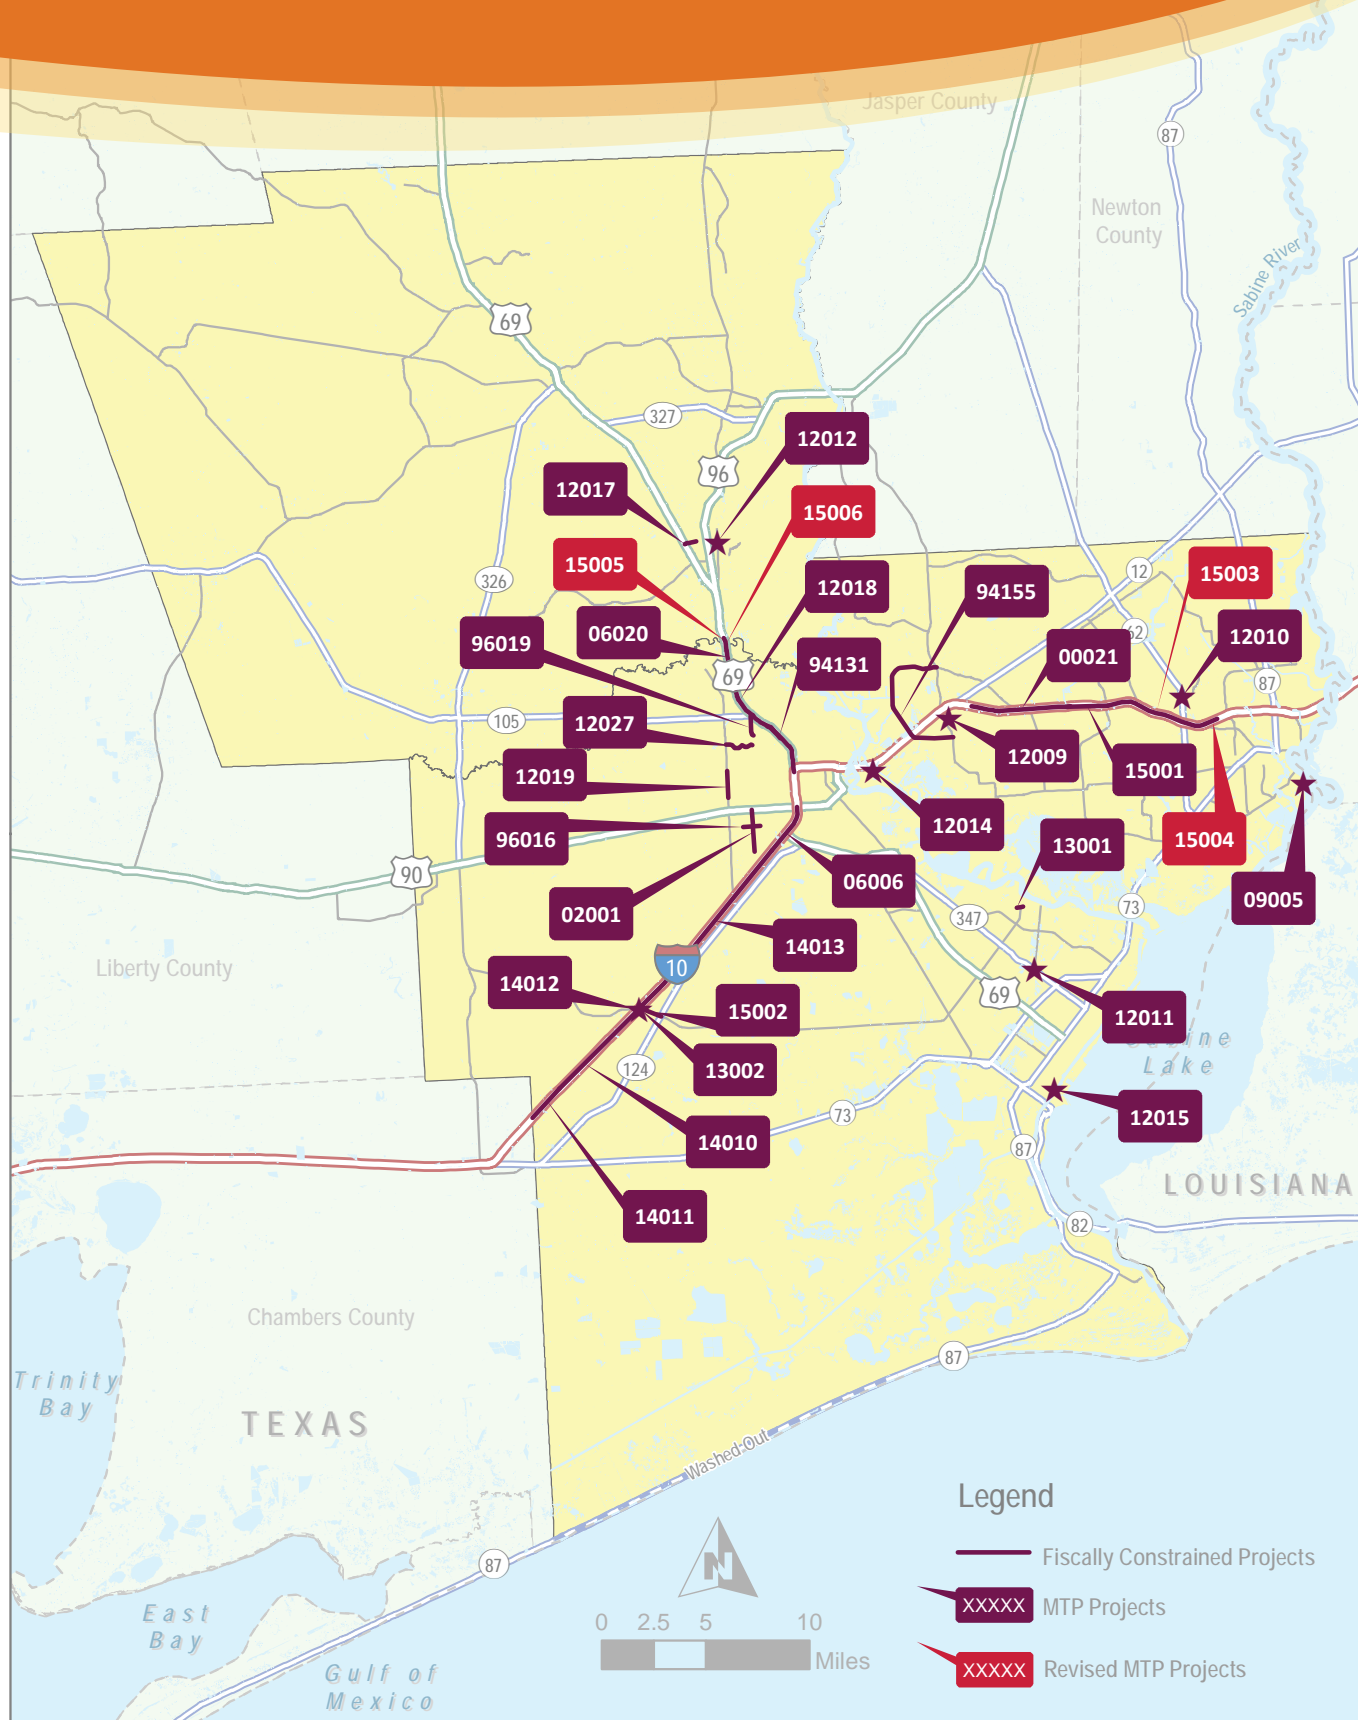 Jasper County
87
Newton
County
Sabine River
69
327
12012
96
12017
15006
15005
12
15003
326
12018
94155
06020
96019
62
12010
00021
94131
69
87
105
12027
12009
15001
12019
12014
96016
13001
15004
90
06006
09005
02001
73
347
14013
Liberty County
10
14012
69
15002
12011
Sabine
Lake
124
13002
73
12015
14010
87
LOUISIANA
14011
82
Chambers County
87
Trinity
Bay
TEXAS
Washed Out
Legend
87
Fiscally Constrained Projects
N
XXXXX MTP Projects
East
Bay
0 2.5 5 10
Miles
XXXXX Revised MTP Projects
Gulf of
Mexico